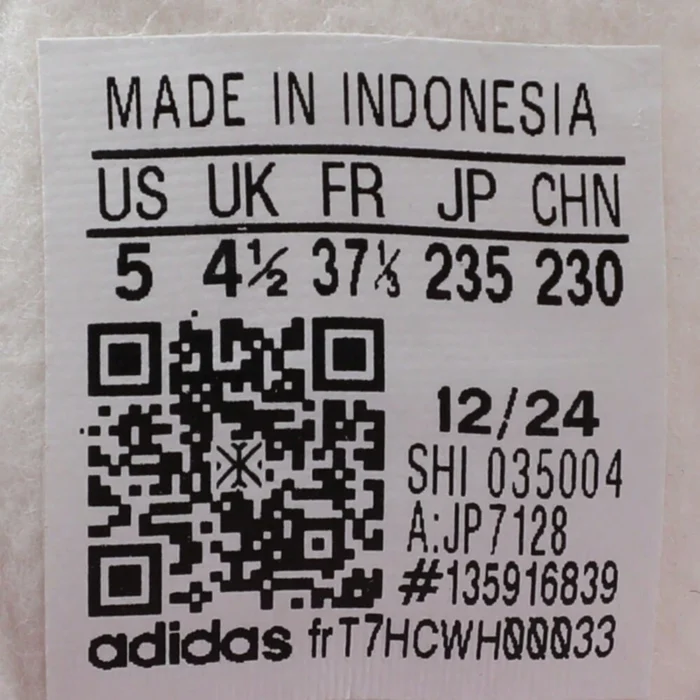 MADE IN INDONESIA
US UK FR JP CHN
5 4½ 37⅓ 235 230
12/24
SHI 035004
A:JP7128
#135916839
adidas frT7HCWH00033